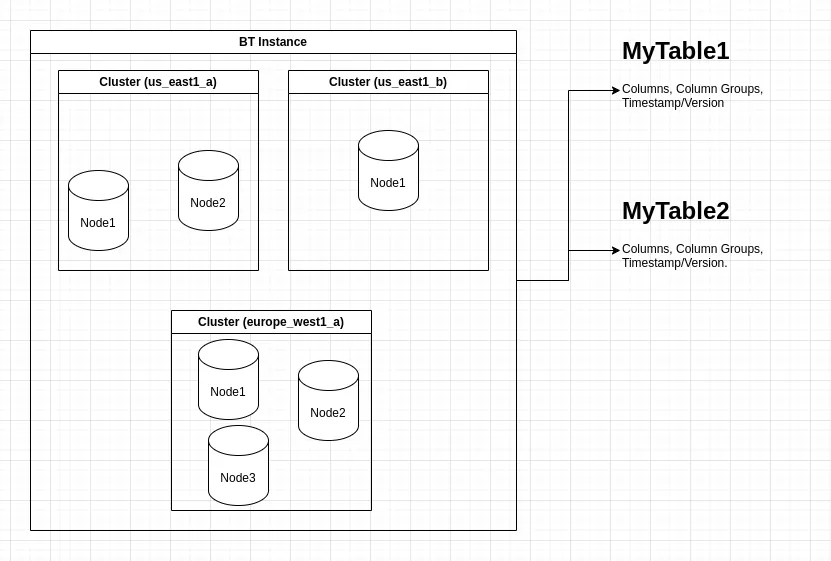 BT Instance
Cluster (us_east1_a)
Cluster (us_east1_b)
Node1
Node2
Node1
Cluster (europe_west1_a)
Node1
Node2
Node3
MyTable1
Columns, Column Groups,
Timestamp/Version
MyTable2
Columns, Column Groups,
Timestamp/Version.